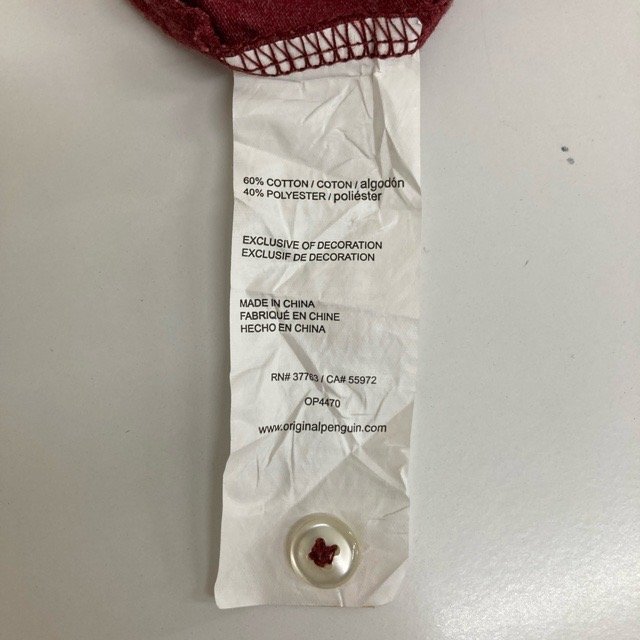 60% COTTON / COTON / algodón
40% POLYESTER / poliéster
EXCLUSIVE OF DECORATION
EXCLUSIF DE DECORATION
MADE IN CHINA
FABRIQUÉ EN CHINE
HECHO EN CHINA
RN# 37763 / CA# 55972
OP4470
www.originalpenguin.com